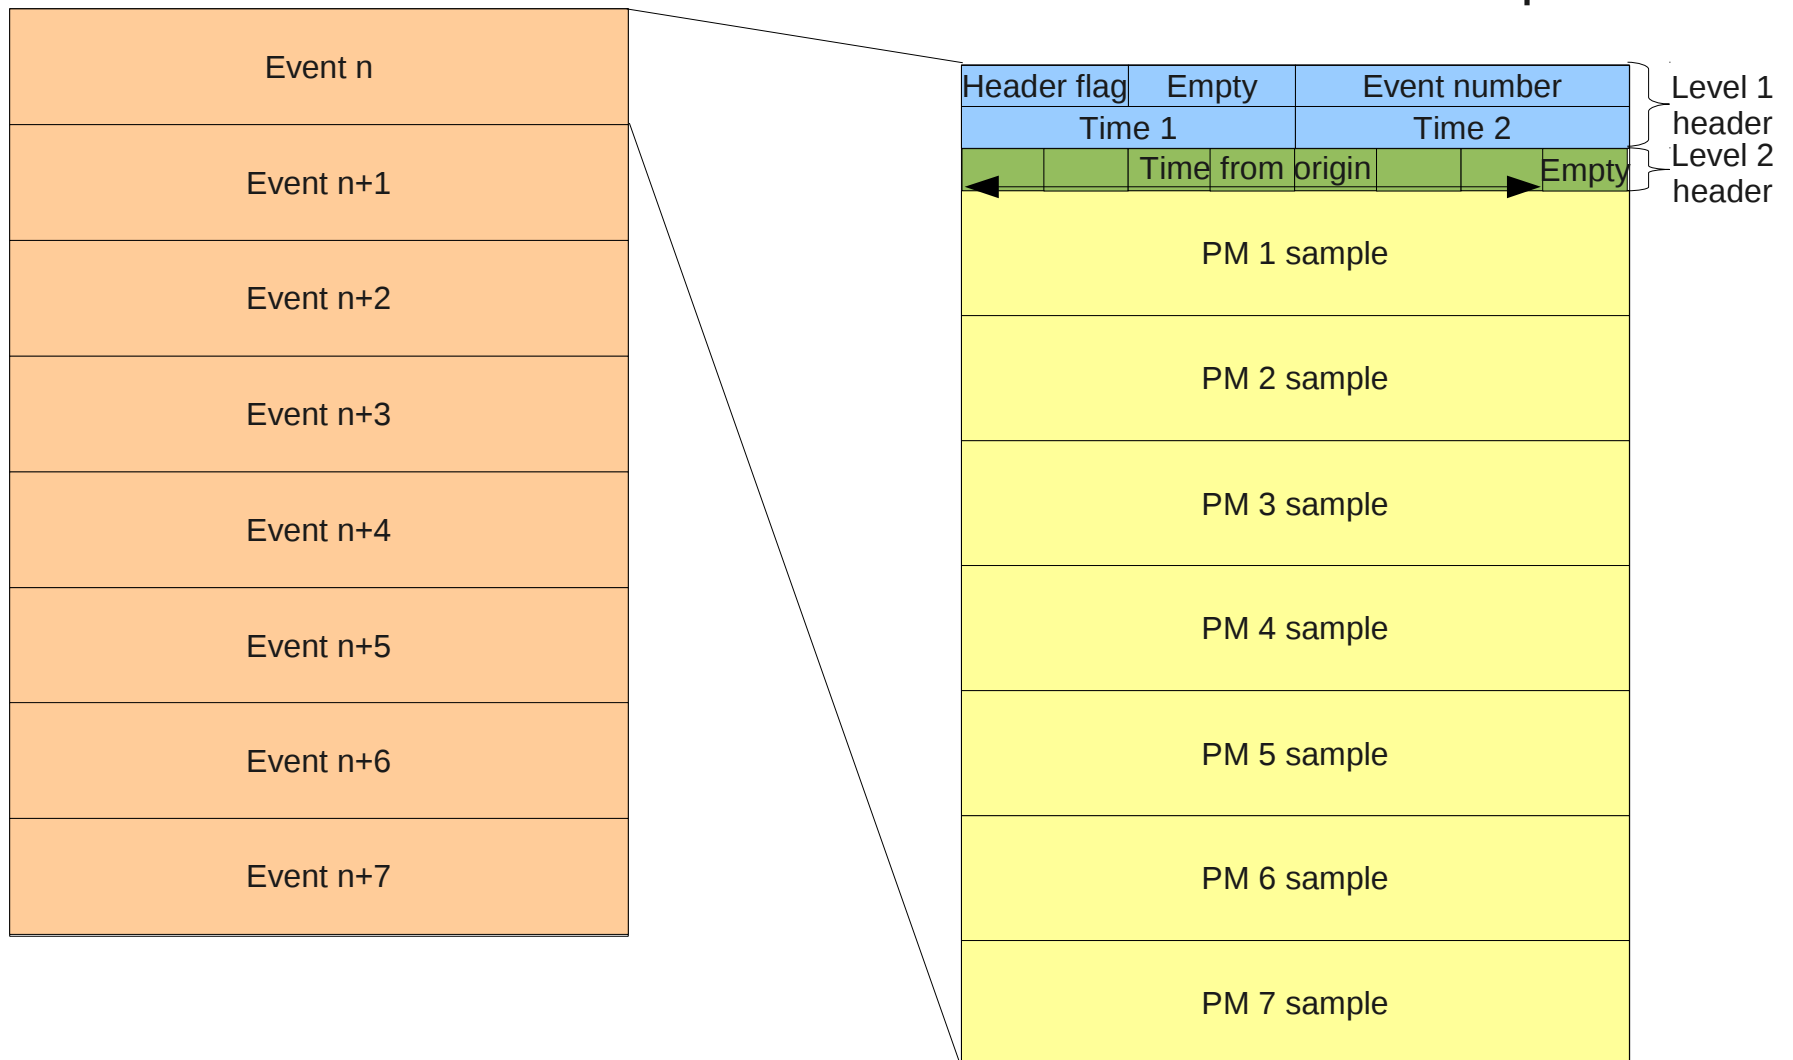 Event n
Event n+1
Event n+2
Event n+3
Event n+4
Event n+5
Event n+6
Event n+7
Header flag Empty Event number
Time 1 Time 2
Time from origin Empty
PM 1 sample
PM 2 sample
PM 3 sample
PM 4 sample
PM 5 sample
PM 6 sample
PM 7 sample
Level 1
header
Level 2
header